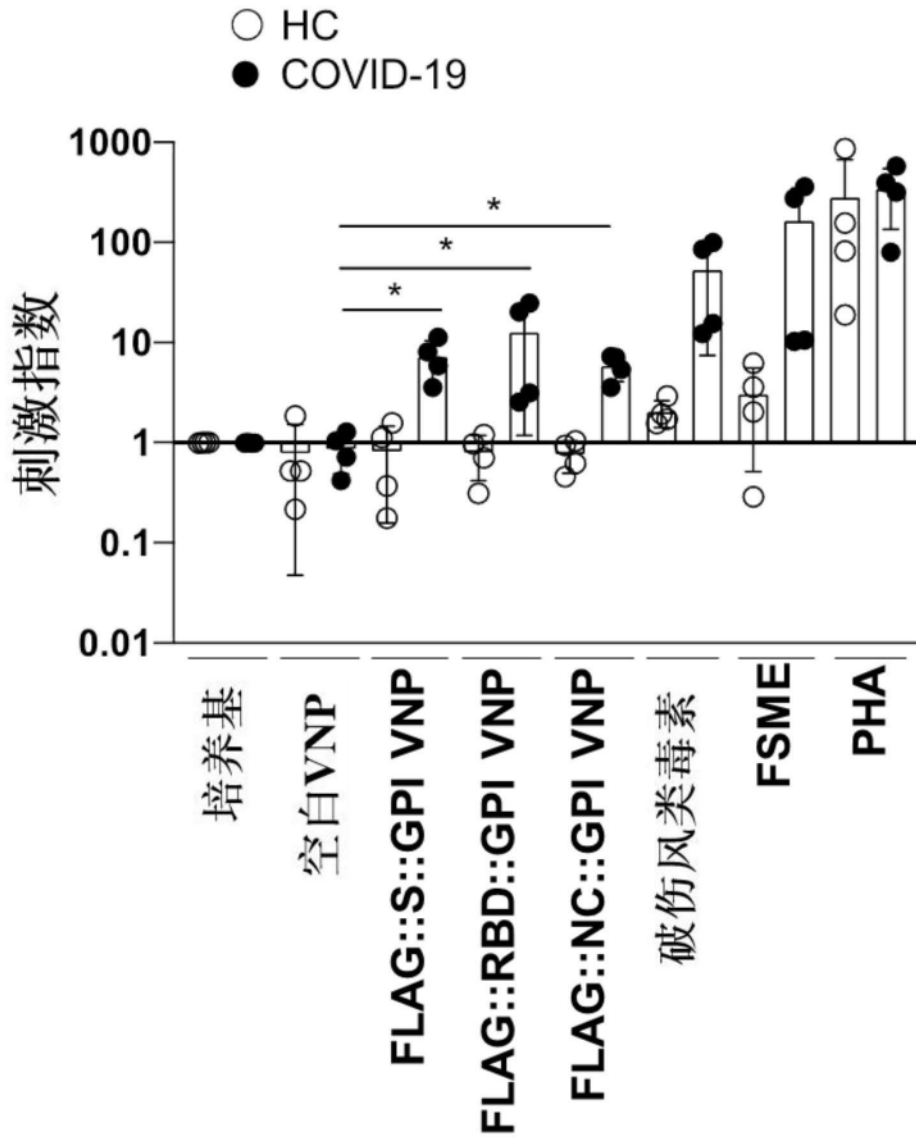 HC
COVID-19
1000
100
10
1
0.1
0.01
刺激指数
*
*
*
培养基
空白VNP
FLAG::S::GPI VNP
FLAG::RBD::GPI VNP
FLAG::NC::GPI VNP
破伤风类毒素
FSME
PHA